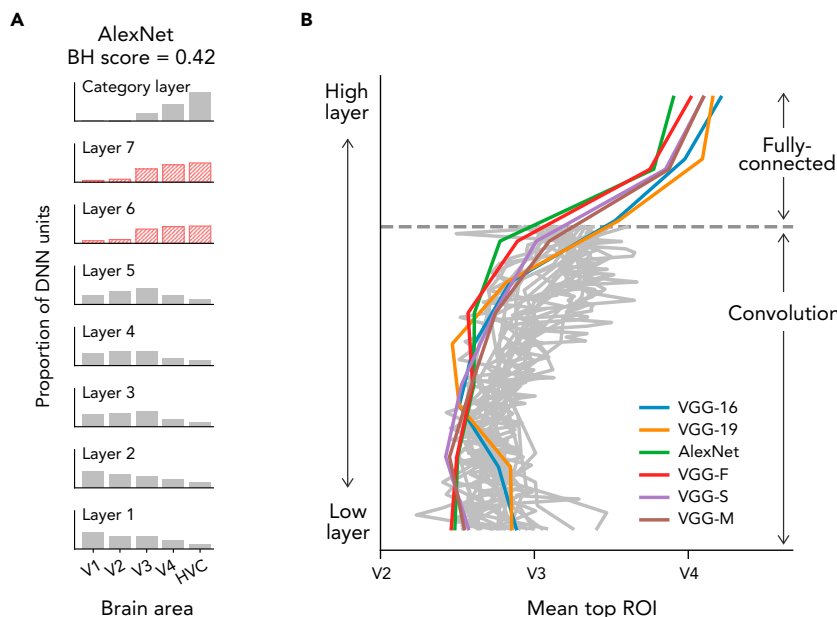 A
AlexNet
BH score = 0.42
Category layer
Layer 7
Layer 6
Layer 5
Layer 4
Layer 3
Layer 2
Layer 1
Proportion of DNN units
V1
V2
V3
V4
HVC
Brain area
B
High
layer
Low
layer
Fully-
connected
Convolution
VGG-16
VGG-19
AlexNet
VGG-F
VGG-S
VGG-M
V2
V3
V4
Mean top ROI